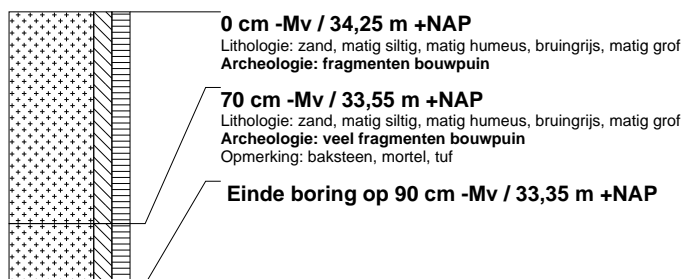 0 cm -Mv / 34,25 m +NAP
Lithologie: zand, matig siltig, matig humeus, bruingrijs, matig grof
Archeologie: fragmenten bouwpuin
70 cm -Mv / 33,55 m +NAP
Lithologie: zand, matig siltig, matig humeus, bruingrijs, matig grof
Archeologie: veel fragmenten bouwpuin
Opmerking: baksteen, mortel, tuf
Einde boring op 90 cm -Mv / 33,35 m +NAP